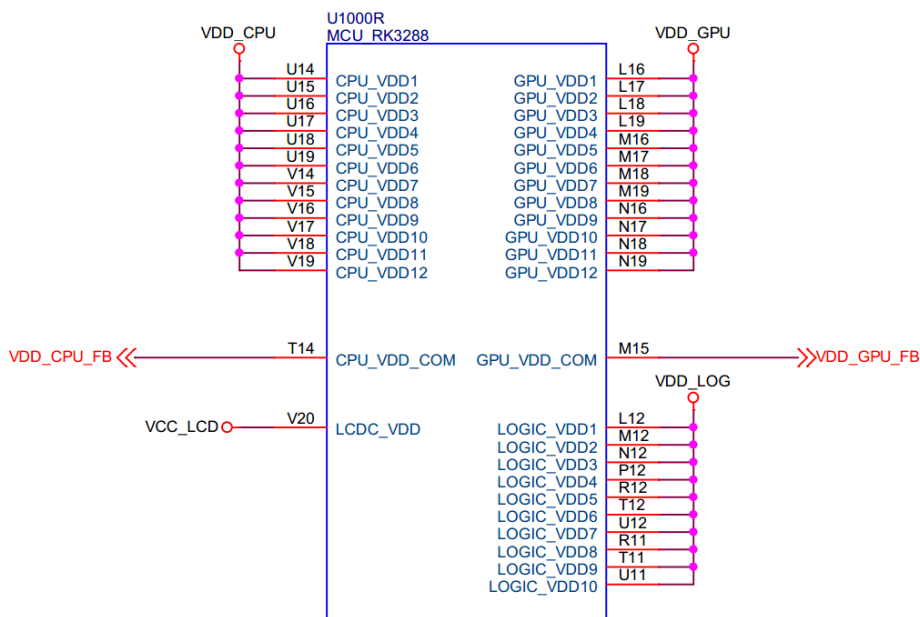 U1000R
MCU_RK3288
VDD_CPU
VDD_GPU
U14 CPU_VDD1 GPU_VDD1 L16
U15 CPU_VDD2 GPU_VDD2 L17
U16 CPU_VDD3 GPU_VDD3 L18
U17 CPU_VDD4 GPU_VDD4 L19
U18 CPU_VDD5 GPU_VDD5 M16
U19 CPU_VDD6 GPU_VDD6 M17
V14 CPU_VDD7 GPU_VDD7 M18
V15 CPU_VDD8 GPU_VDD8 M19
V16 CPU_VDD9 GPU_VDD9 N16
V17 CPU_VDD10 GPU_VDD10 N17
V18 CPU_VDD11 GPU_VDD11 N18
V19 CPU_VDD12 GPU_VDD12 N19
VDD_CPU_FB T14 CPU_VDD_COM GPU_VDD_COM M15 VDD_GPU_FB
VDD_LOG
VCC_LCD V20 LCDC_VDD LOGIC_VDD1 L12
LOGIC_VDD2 M12
LOGIC_VDD3 N12
LOGIC_VDD4 P12
LOGIC_VDD5 R12
LOGIC_VDD6 T12
LOGIC_VDD7 U12
LOGIC_VDD8 R11
LOGIC_VDD9 T11
LOGIC_VDD10 U11